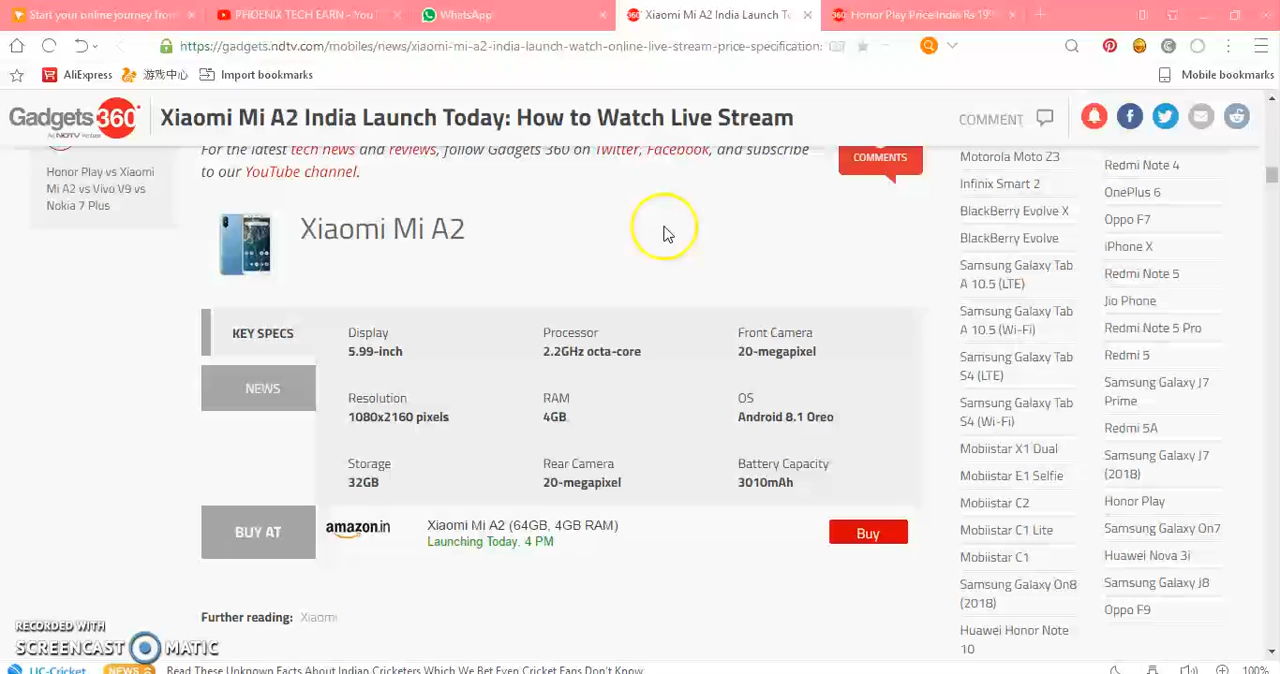 Start your online journey from
PHOENIX TECH EARN - YouT
WhatsApp
Xiaomi Mi A2 India Launch To
Honor Play Price India Rs 199
https://gadgets.ndtv.com/mobiles/news/xiaomi-mi-a2-india-launch-watch-online-live-stream-price-specification:
AliExpress
游戏中心
Import bookmarks
Mobile bookmarks
Gadgets 360°
An NDTV Venture
Xiaomi Mi A2 India Launch Today: How to Watch Live Stream
COMMENT
For the latest tech news and reviews, follow Gadgets 360 on Twitter, Facebook, and subscribe
to our YouTube channel.
COMMENTS
Honor Play vs Xiaomi
Mi A2 vs Vivo V9 vs
Nokia 7 Plus
Xiaomi Mi A2
KEY SPECS
NEWS
Display
5.99-inch
Processor
2.2GHz octa-core
Front Camera
20-megapixel
Resolution
1080x2160 pixels
RAM
4GB
OS
Android 8.1 Oreo
Storage
32GB
Rear Camera
20-megapixel
Battery Capacity
3010mAh
BUY AT
amazon.in
Xiaomi Mi A2 (64GB, 4GB RAM)
Launching Today. 4 PM
Buy
Further reading: Xiaomi
Motorola Moto Z3
Infinix Smart 2
BlackBerry Evolve X
BlackBerry Evolve
Samsung Galaxy Tab
A 10.5 (LTE)
Samsung Galaxy Tab
A 10.5 (Wi-Fi)
Samsung Galaxy Tab
S4 (LTE)
Samsung Galaxy Tab
S4 (Wi-Fi)
Mobiistar X1 Dual
Mobiistar E1 Selfie
Mobiistar C2
Mobiistar C1 Lite
Mobiistar C1
Samsung Galaxy On8
(2018)
Huawei Honor Note
10
Redmi Note 4
OnePlus 6
Oppo F7
iPhone X
Redmi Note 5
Jio Phone
Redmi Note 5 Pro
Redmi 5
Samsung Galaxy J7
Prime
Redmi 5A
Samsung Galaxy J7
(2018)
Honor Play
Samsung Galaxy On7
Huawei Nova 3i
Samsung Galaxy J8
Oppo F9
RECORDED WITH
SCREENCAST MATIC
UC-Cricket
NEWS
Read These Unknown Facts About Indian Cricketers Which We Bet Even Cricket Fans Don't Know
100%